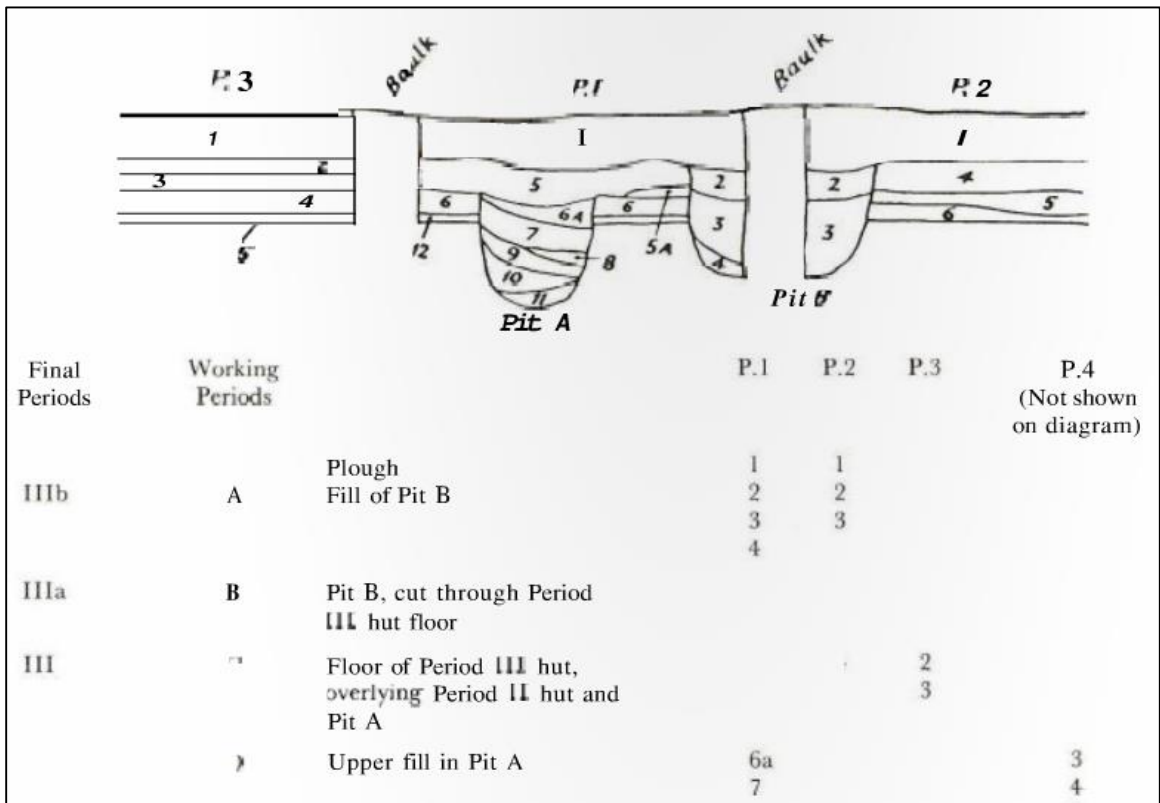 P. 3 Baulk P.1 Baulk P. 2
1 I 1
2 5 2 2 4
3 6 6A 6 3 5
4 7 5A 3 6
5 12 9 8 4
10
11
Pit A Pit
Final Working P.1 P.2 P.3 P.4
Periods Periods (Not shown
on diagram)
Plough 1 1
IIIb A Fill of Pit B 2 2
3 3
4
IIIa B Pit B, cut through Period
III hut floor
III Floor of Period III hut, 2
overlying Period II hut and 3
Pit A
Upper fill in Pit A 6a 3
7 4